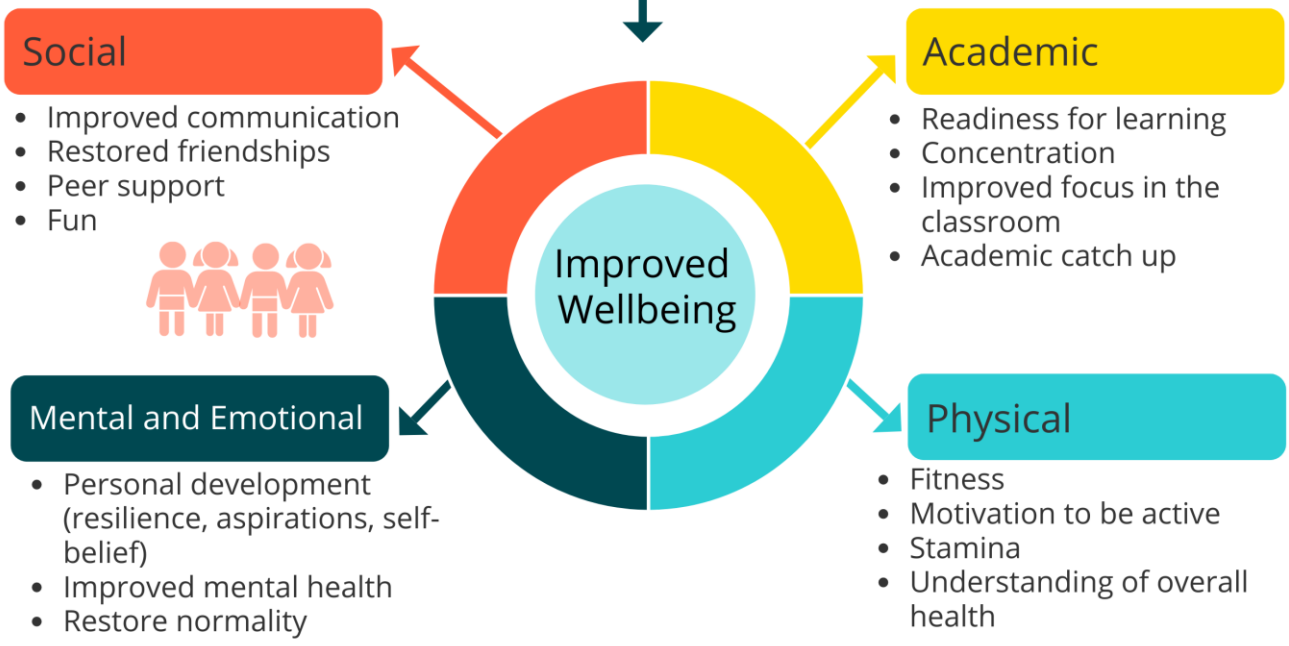 Social
• Improved communication
• Restored friendships
• Peer support
• Fun
Academic
• Readiness for learning
• Concentration
• Improved focus in the
classroom
• Academic catch up
Improved
Wellbeing
Mental and Emotional
• Personal development
(resilience, aspirations, self-
belief)
• Improved mental health
• Restore normality
Physical
• Fitness
• Motivation to be active
• Stamina
• Understanding of overall
health